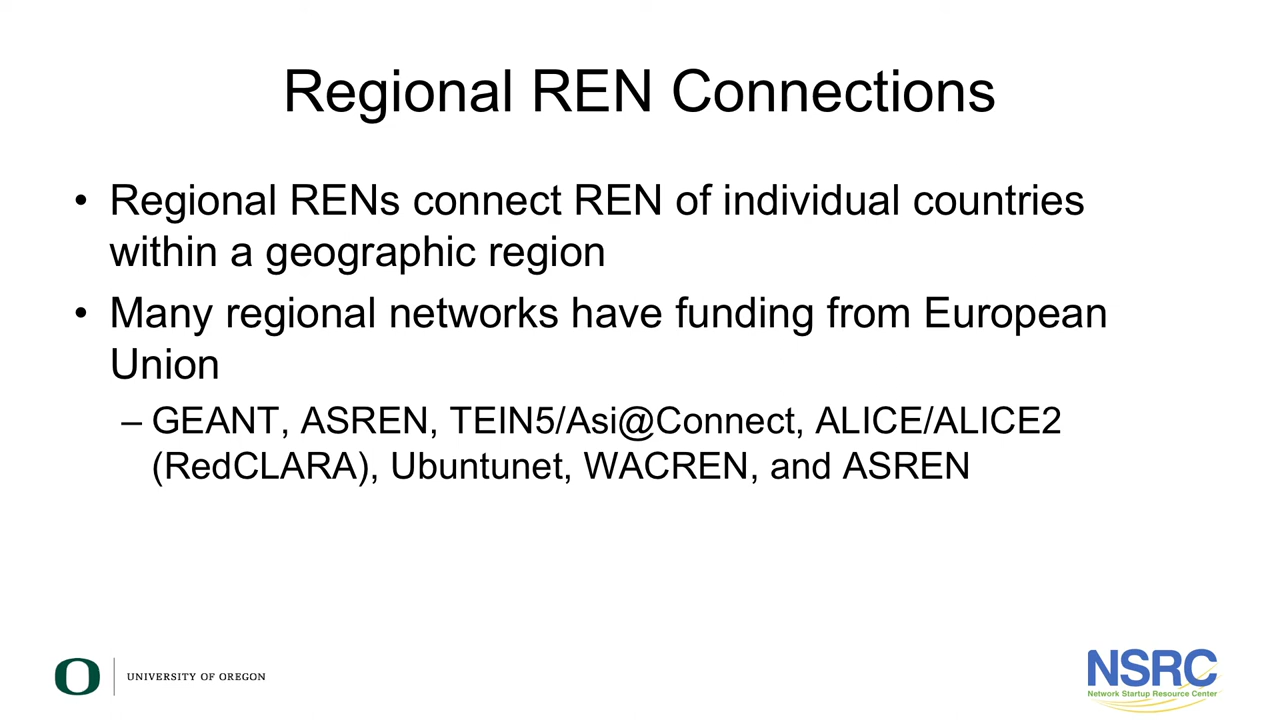 Regional REN Connections
• Regional RENs connect REN of individual countries
within a geographic region
• Many regional networks have funding from European
Union
– GEANT, ASREN, TEIN5/Asi@Connect, ALICE/ALICE2
(RedCLARA), Ubuntunet, WACREN, and ASREN
O UNIVERSITY OF OREGON
NSRC
Network Startup Resource Center